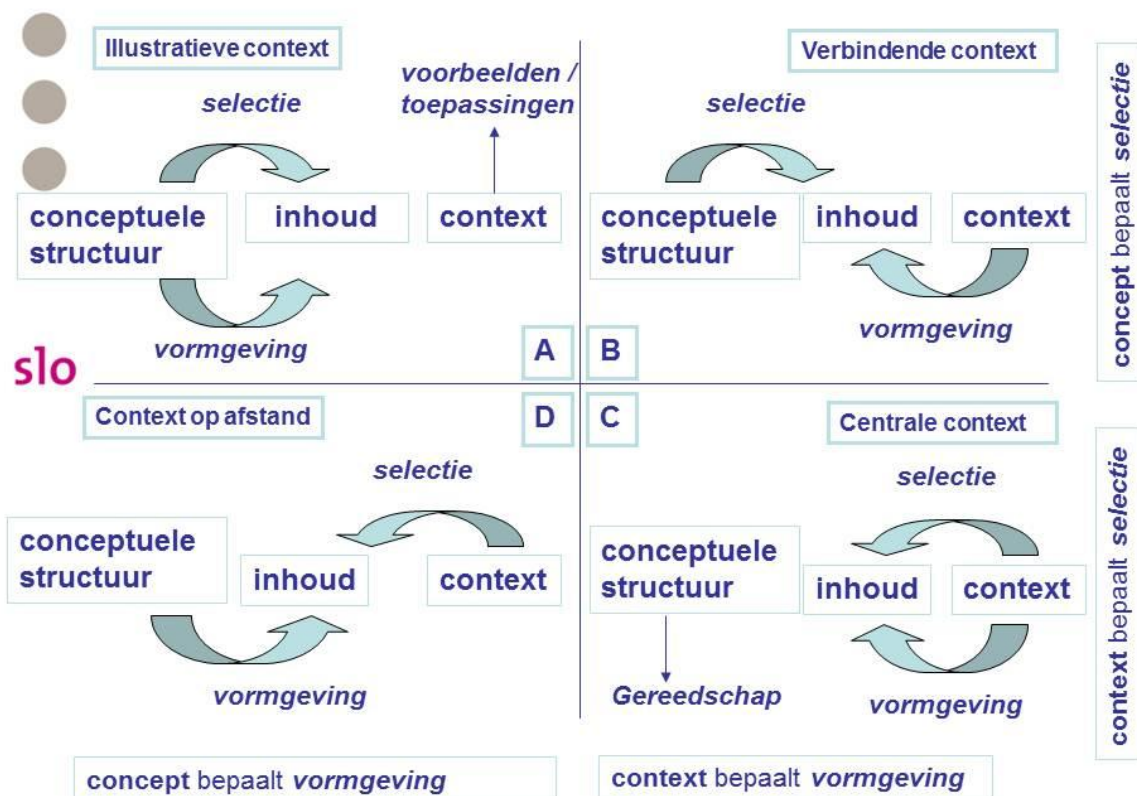 Illustratieve context
voorbeelden /
toepassingen
selectie
conceptuele
structuur
inhoud
context
vormgeving
A
Verbindende context
selectie
conceptuele
structuur
inhoud
context
vormgeving
B
concept bepaalt selectie
slo
Context op afstand
D
selectie
conceptuele
structuur
inhoud
context
vormgeving
C
Centrale context
selectie
conceptuele
structuur
inhoud
context
Gereedschap
vormgeving
context bepaalt selectie
concept bepaalt vormgeving
context bepaalt vormgeving